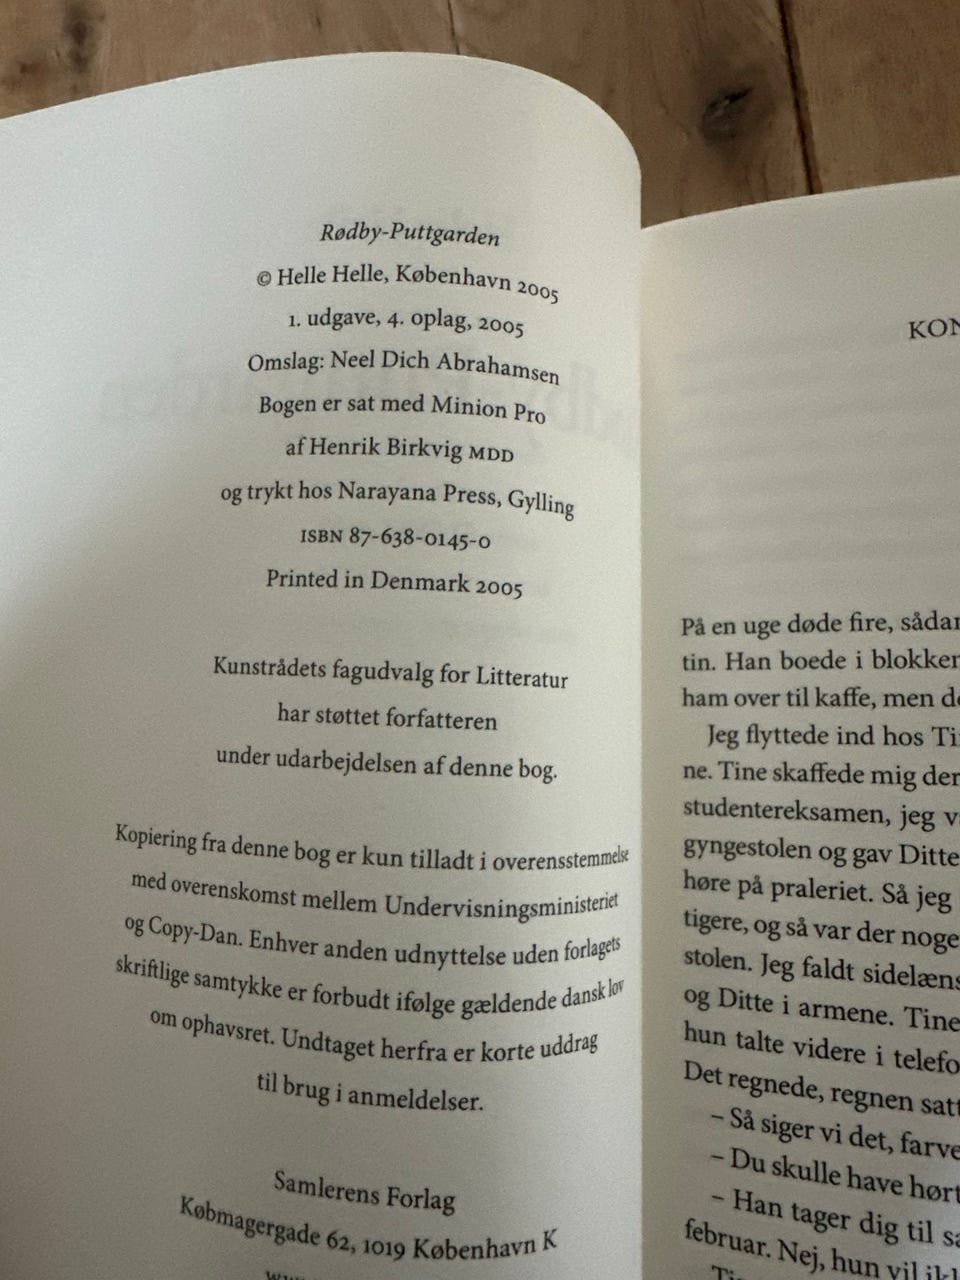 Rødby-Puttgarden
© Helle Helle, København 2005
1. udgave, 4. oplag, 2005
Omslag: Neel Dich Abrahamsen
Bogen er sat med Minion Pro
af Henrik Birkvig MDD
og trykt hos Narayana Press, Gylling
ISBN 87-638-0145-0
Printed in Denmark 2005
Kunstrådets fagudvalg for Litteratur
har støttet forfatteren
under udarbejdelsen af denne bog.
Kopiering fra denne bog er kun tilladt i overensstemmelse
med overenskomst mellem Undervisningsministeriet
og Copy-Dan. Enhver anden udnyttelse uden forlagets
skriftlige samtykke er forbudt ifølge gældende dansk lov
om ophavsret. Undtaget herfra er korte uddrag
til brug i anmeldelser.
Samlerens Forlag
Købmagergade 62, 1019 København K
KON
På en uge døde fire, sådan
tin. Han boede i blokken
ham over til kaffe, men de
Jeg flyttede ind hos Ti
ne. Tine skaffede mig der
studentereksamen, jeg v
gyngestolen og gav Ditte
høre på praleriet. Så jeg
tigere, og så var der noge
stolen. Jeg faldt sidelæns
og Ditte i armene. Tine
hun talte videre i telefo
Det regnede, regnen satt
– Så siger vi det, farve
– Du skulle have hørt
– Han tager dig til sa
februar. Nej, hun vil ik